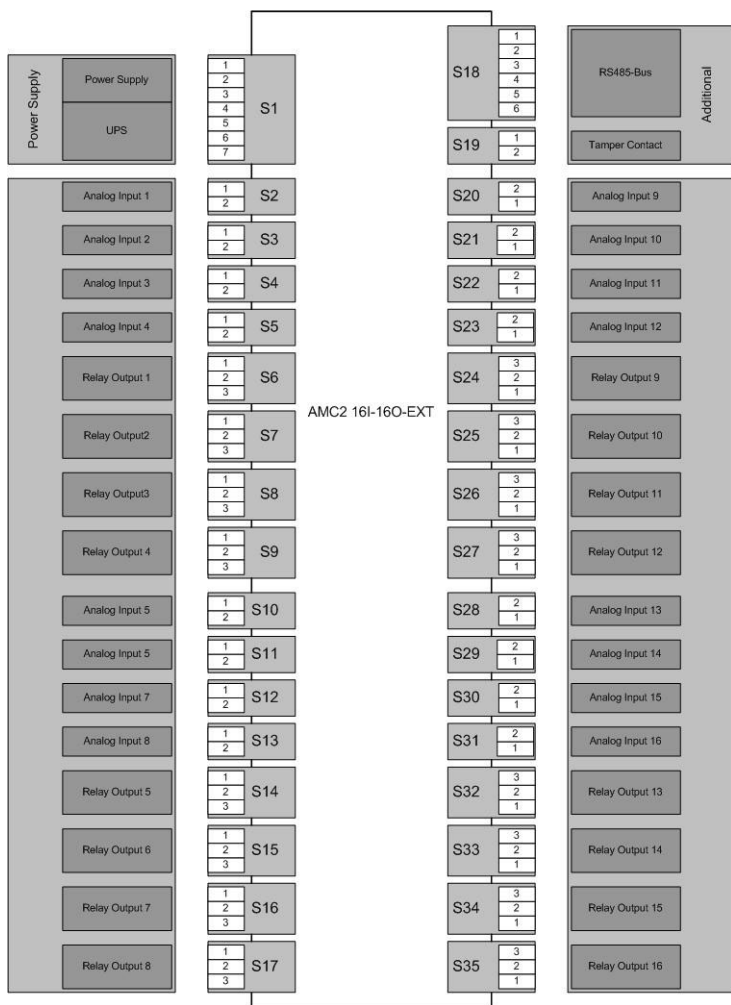 Power Supply
Power Supply
UPS
1
2
3
4
5
6
7
S1
Analog Input 1
1
2
S2
Analog Input 2
1
2
S3
Analog Input 3
1
2
S4
Analog Input 4
1
2
S5
Relay Output 1
1
2
3
S6
Relay Output2
1
2
3
S7
Relay Output3
1
2
3
S8
Relay Output 4
1
2
3
S9
Analog Input 5
1
2
S10
Analog Input 5
1
2
S11
Analog Input 7
1
2
S12
Analog Input 8
1
2
S13
Relay Output 5
1
2
3
S14
Relay Output 6
1
2
3
S15
Relay Output 7
1
2
3
S16
Relay Output 8
1
2
3
S17
AMC2 16I-16O-EXT
S18
1
2
3
4
5
6
RS485-Bus
Additional
S19
1
2
Tamper Contact
S20
2
1
Analog Input 9
S21
2
1
Analog Input 10
S22
2
1
Analog Input 11
S23
2
1
Analog Input 12
S24
3
2
1
Relay Output 9
S25
3
2
1
Relay Output 10
S26
3
2
1
Relay Output 11
S27
3
2
1
Relay Output 12
S28
2
1
Analog Input 13
S29
2
1
Analog Input 14
S30
2
1
Analog Input 15
S31
2
1
Analog Input 16
S32
3
2
1
Relay Output 13
S33
3
2
1
Relay Output 14
S34
3
2
1
Relay Output 15
S35
3
2
1
Relay Output 16